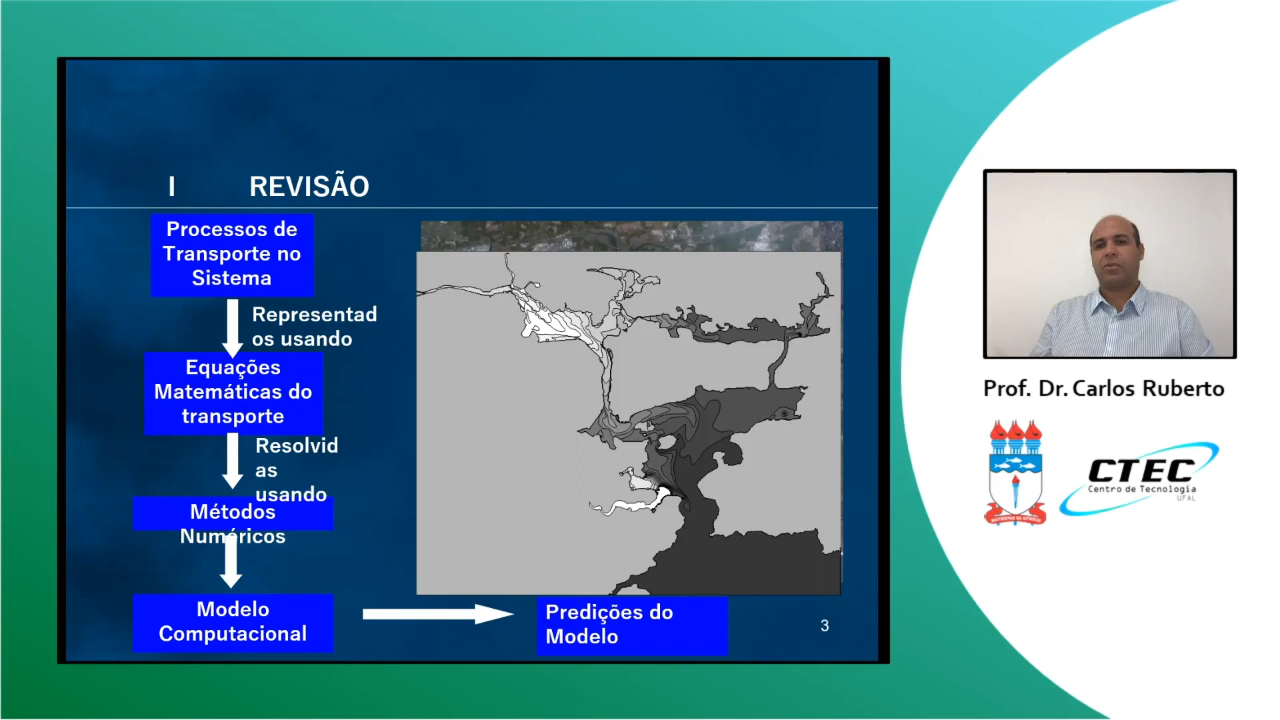 I REVISÃO
Processos de
Transporte no
Sistema
Representad
os usando
Equações
Matemáticas do
transporte
Resolvid
as
usando
Métodos
Numéricos
Modelo
Computacional
Predições do
Modelo
3
Prof. Dr. Carlos Ruberto
CTEC
Centro de Tecnologia
UFAL